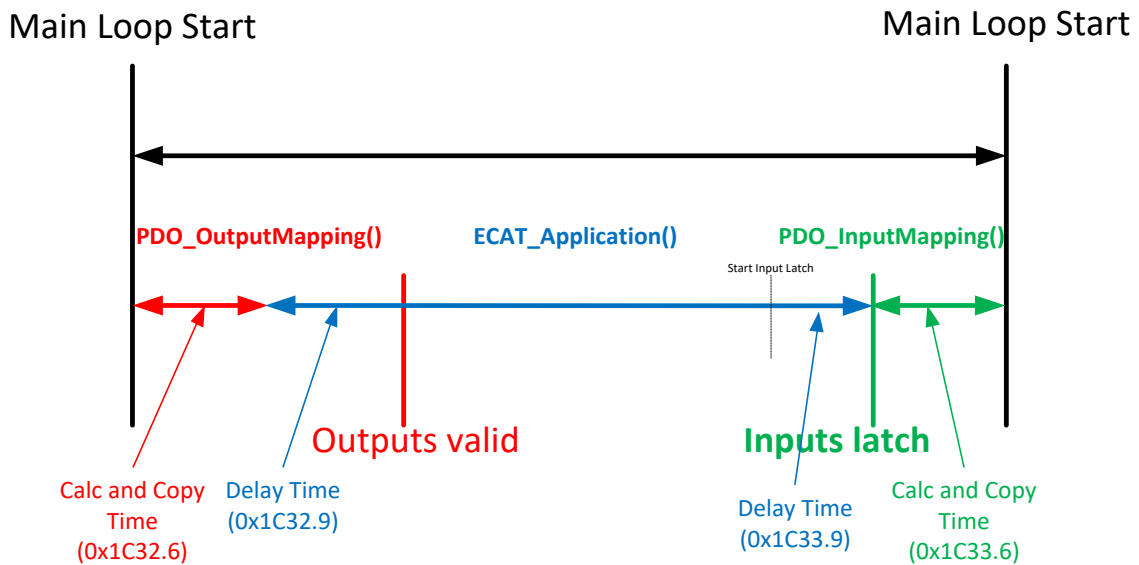 Main Loop Start
Main Loop Start
PDO_OutputMapping()
ECAT_Application()
PDO_InputMapping()
Start Input Latch
Outputs valid
Inputs latch
Calc and Copy
Time
(0x1C32.6)
Delay Time
(0x1C32.9)
Delay Time
(0x1C33.9)
Calc and Copy
Time
(0x1C33.6)